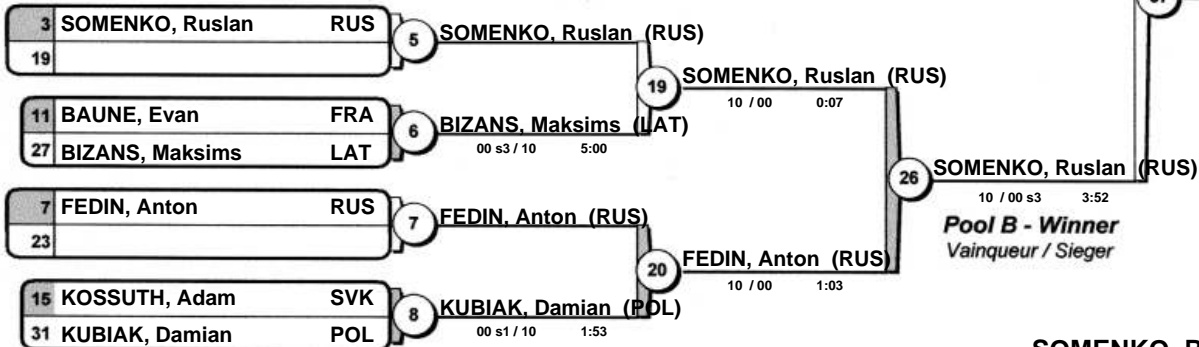 3 SOMENKO, Ruslan RUS
19
5
SOMENKO, Ruslan (RUS)
11 BAUNE, Evan FRA
27 BIZANS, Maksims LAT
6
BIZANS, Maksims (LAT)
00 s3 / 10 5:00
19
SOMENKO, Ruslan (RUS)
10 / 00 0:07
7 FEDIN, Anton RUS
23
7
FEDIN, Anton (RUS)
15 KOSSUTH, Adam SVK
31 KUBIAK, Damian POL
8
KUBIAK, Damian (POL)
00 s1 / 10 1:53
20
FEDIN, Anton (RUS)
10 / 00 1:03
26
SOMENKO, Ruslan (RUS)
10 / 00 s3 3:52
Pool B - Winner
Vainqueur / Sieger